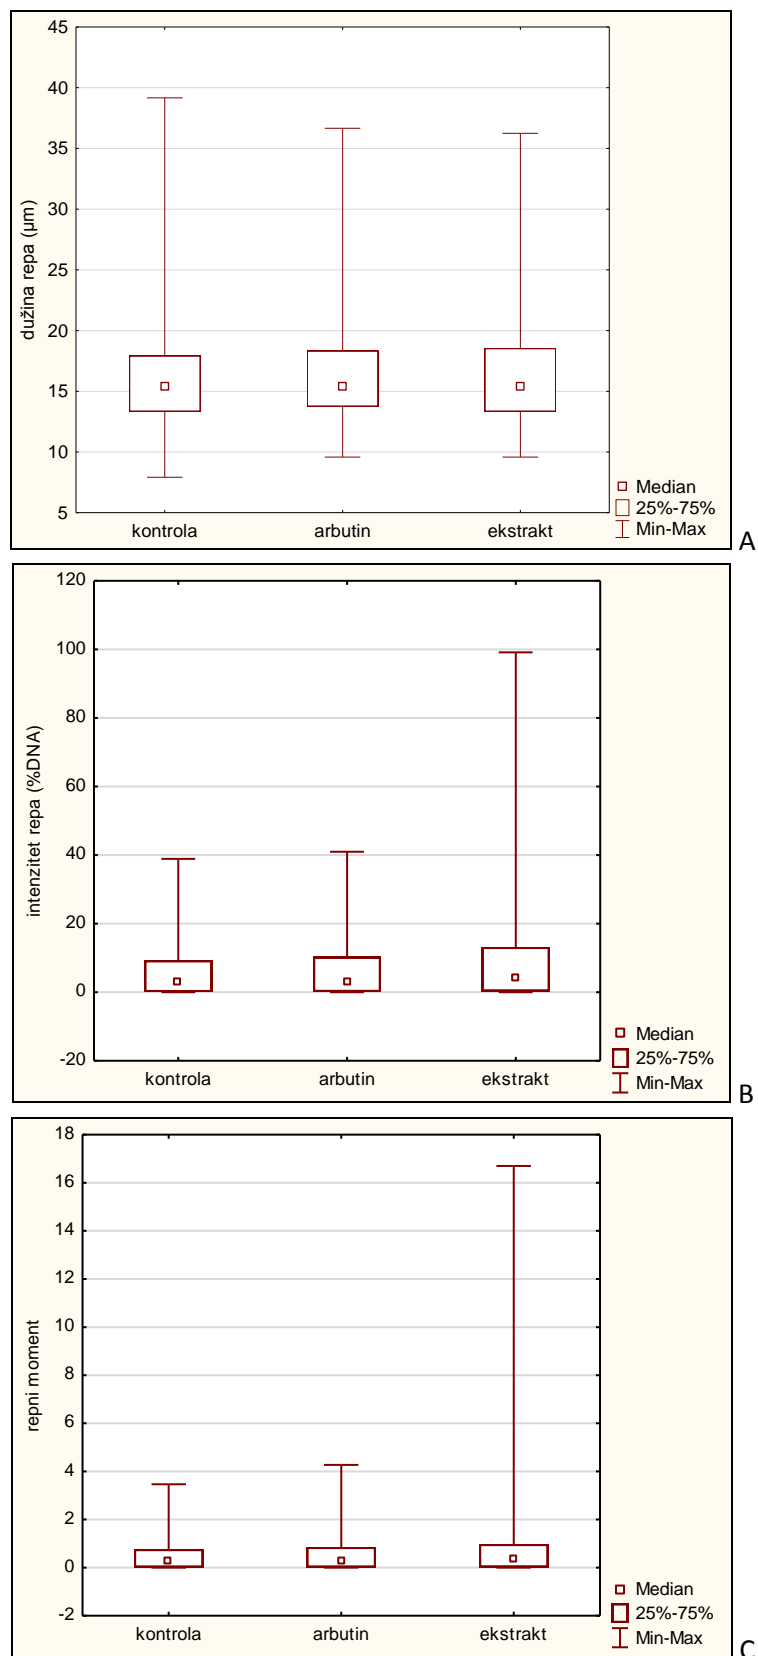 45
40
35
30
25
20
15
10
5
dužina repa (µm)
kontrola
arbutin
ekstrakt
Median
25%-75%
Min-Max
A
120
100
80
60
40
20
0
-20
intenzitet repa (%DNA)
kontrola
arbutin
ekstrakt
Median
25%-75%
Min-Max
B
18
16
14
12
10
8
6
4
2
0
-2
repni moment
kontrola
arbutin
ekstrakt
Median
25%-75%
Min-Max
C